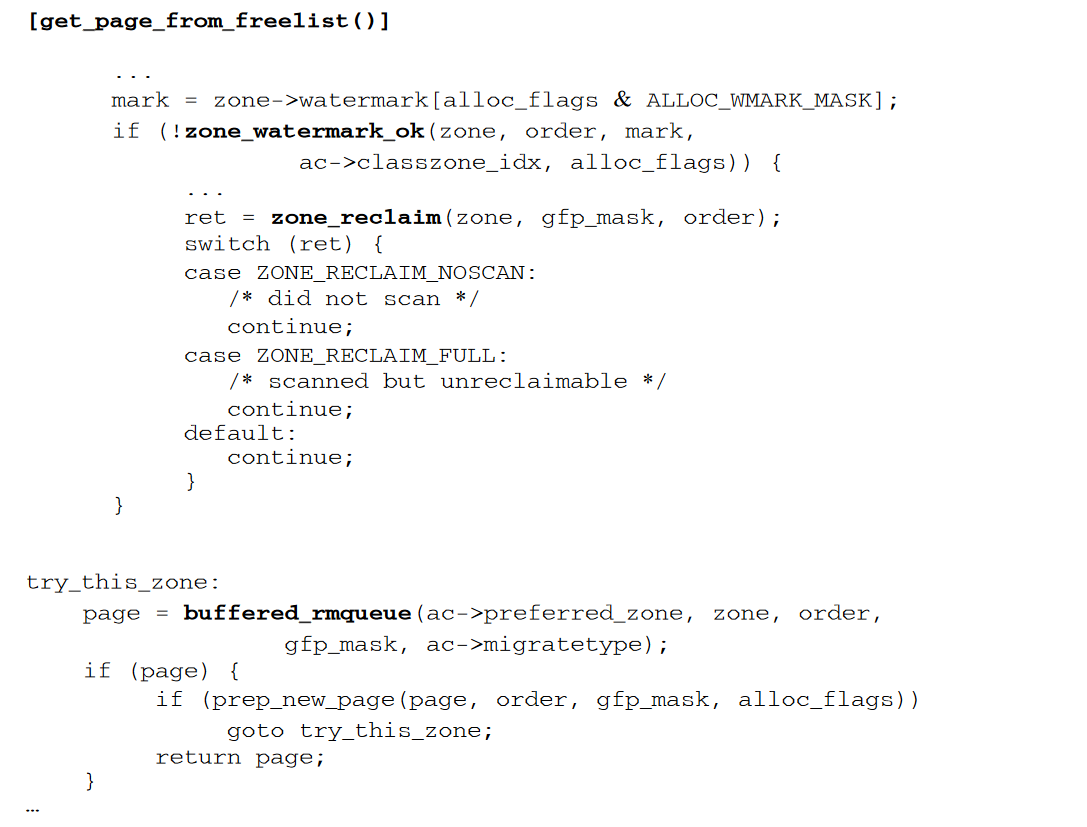 [get_page_from_freelist()]
...
mark = zone->watermark[alloc_flags & ALLOC_WMARK_MASK];
if (!zone_watermark_ok(zone, order, mark,
ac->classzone_idx, alloc_flags)) {
...
ret = zone_reclaim(zone, gfp_mask, order);
switch (ret) {
case ZONE_RECLAIM_NOSCAN:
/* did not scan */
continue;
case ZONE_RECLAIM_FULL:
/* scanned but unreclaimable */
continue;
default:
continue;
}
}
try_this_zone:
page = buffered_rmqueue(ac->preferred_zone, zone, order,
gfp_mask, ac->migratetype);
if (page) {
if (prep_new_page(page, order, gfp_mask, alloc_flags))
goto try_this_zone;
return page;
}
…